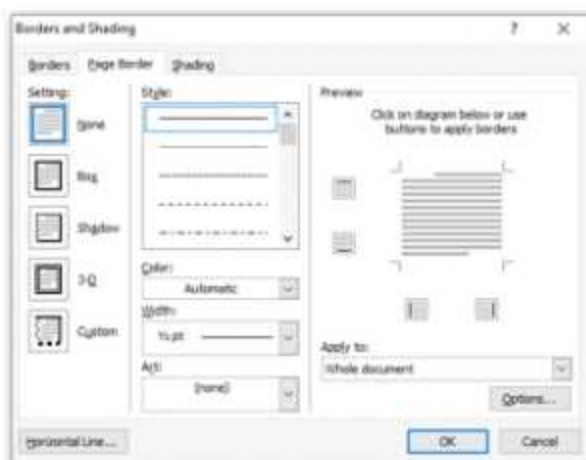 Borders and Shading
?
Borders Page Border Shading
Setting:
None
Box
Shadow
3-D
Custom
Style:
Color:
Automatic
Width:
½ pt
Art:
(none)
Preview
Click on diagram below or use
buttons to apply borders
Apply to:
Whole document
Options...
Horizontal Line...
OK
Cancel